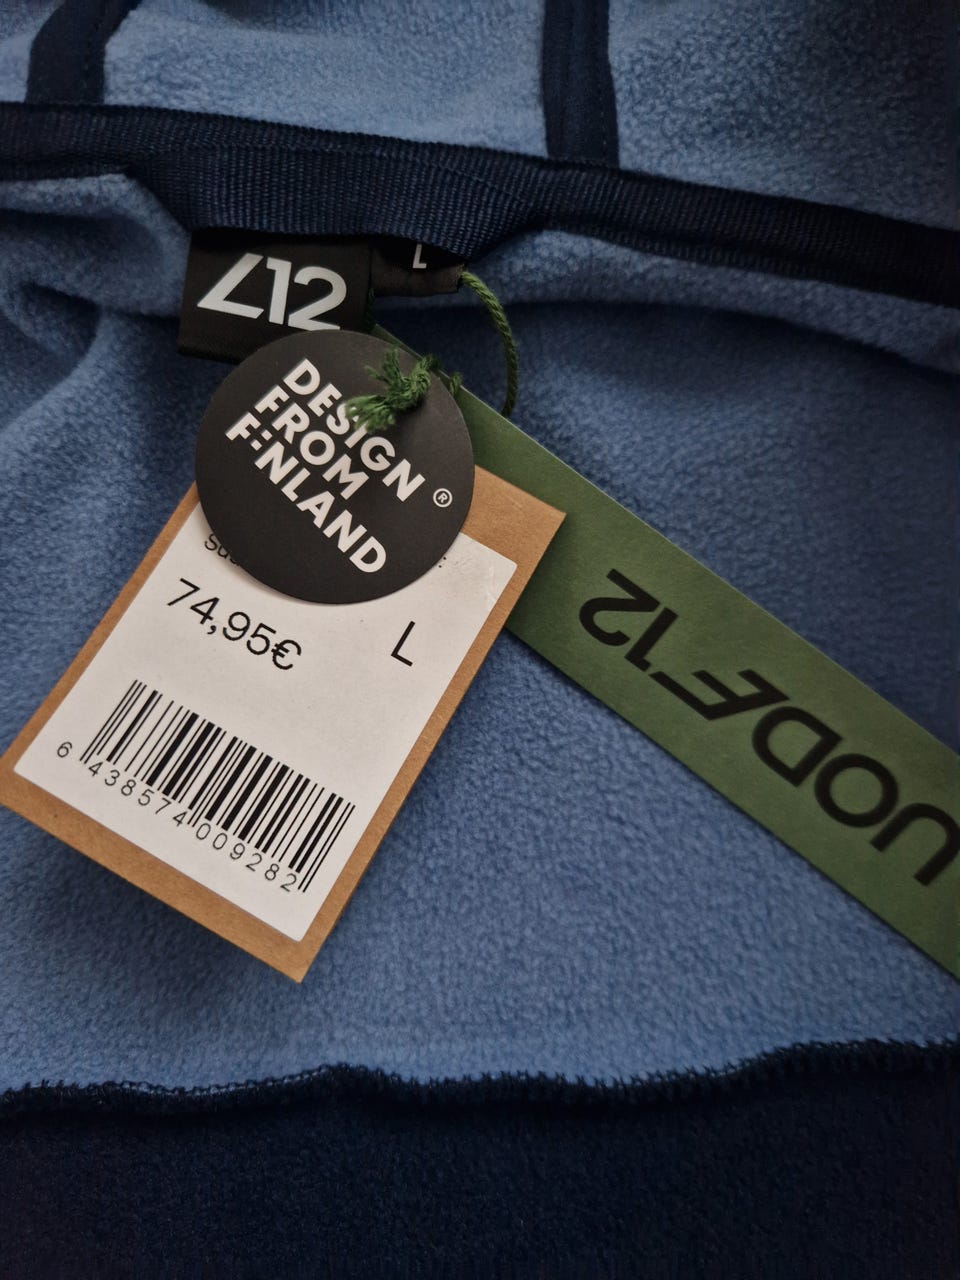 L
Z12
DESIGN
FROM
FINLAND
®
74,95€
L
6 438574 009282
UODE12